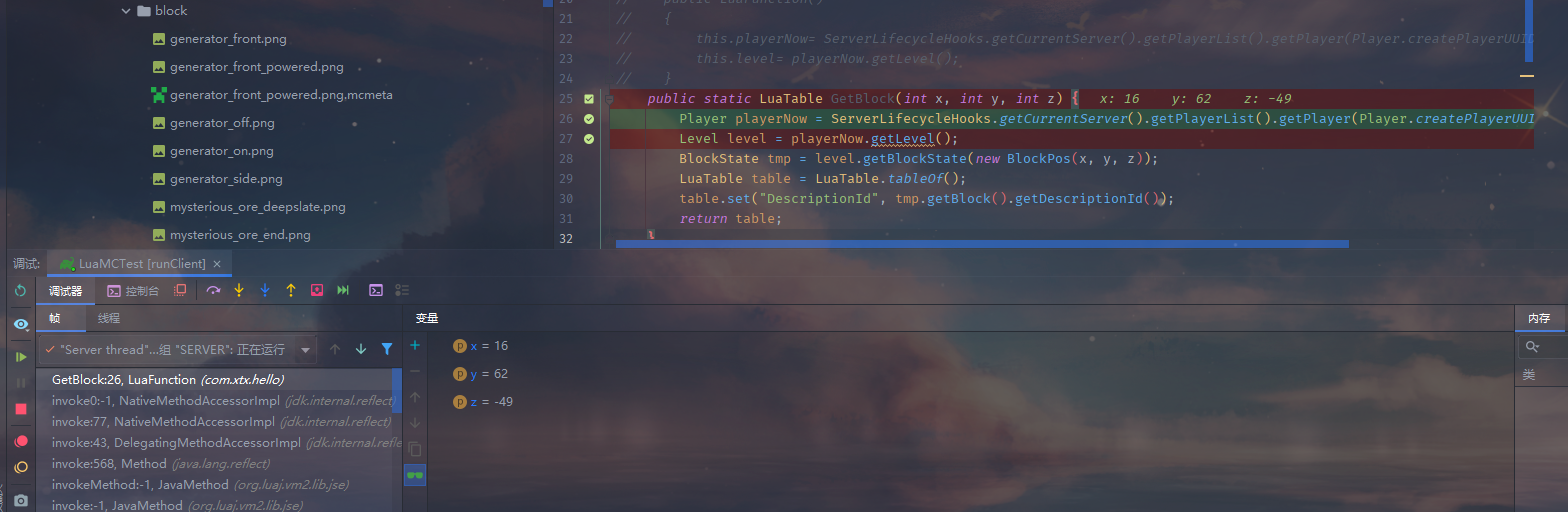 block
generator_front.png
generator_front_powered.png
generator_front_powered.png.mcmeta
generator_off.png
generator_on.png
generator_side.png
mysterious_ore_deepslate.png
mysterious_ore_end.png
21 // {
22 // this.playerNow= ServerLifecycleHooks.getCurrentServer().getPlayerList().getPlayer(Player.createPlayerUUID
23 // this.level= playerNow.getLevel();
24 // }
25 public static LuaTable GetBlock(int x, int y, int z) { x: 16 y: 62 z: -49
26 Player playerNow = ServerLifecycleHooks.getCurrentServer().getPlayerList().getPlayer(Player.createPlayerUUI
27 Level level = playerNow.getLevel();
28 BlockState tmp = level.getBlockState(new BlockPos(x, y, z));
29 LuaTable table = LuaTable.tableOf();
30 table.set("DescriptionId", tmp.getBlock().getDescriptionId());
31 return table;
32 }
调试: LuaMCTest [runClient] ×
调试器 控制台
帧 线程 变量 内存
"Server thread"...组 "SERVER": 正在运行
GetBlock:26, LuaFunction (com.xtx.hello)
invoke0:-1, NativeMethodAccessorImpl (jdk.internal.reflect)
invoke:77, NativeMethodAccessorImpl (jdk.internal.reflect)
invoke:43, DelegatingMethodAccessorImpl (jdk.internal.refle
invoke:568, Method (java.lang.reflect)
invokeMethod:-1, JavaMethod (org.luaj.vm2.lib.jse)
invoke:-1, JavaMethod (org.luaj.vm2.lib.jse)
p x = 16
p y = 62
p z = -49
类